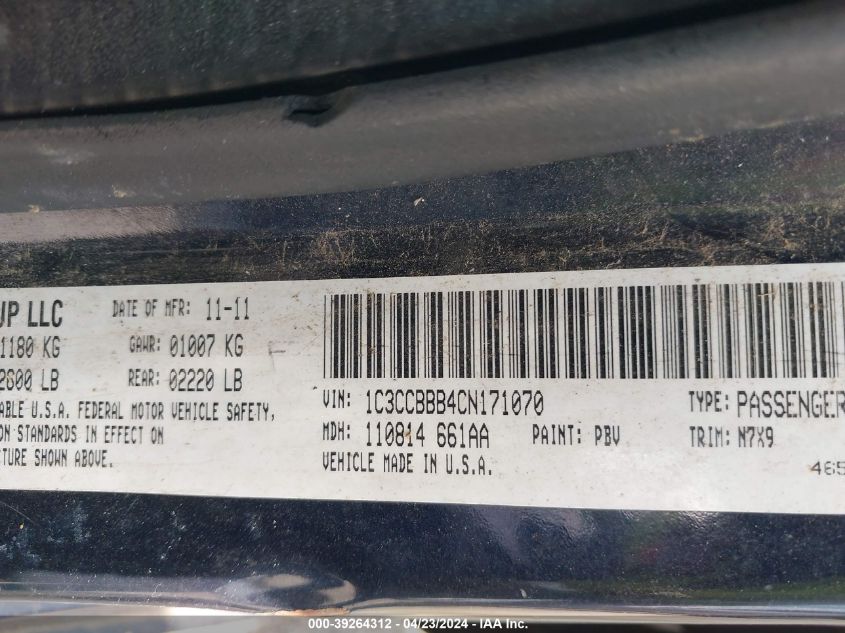 UP LLC DATE OF MFR: 11-11
1180 KG GAWR: 01007 KG
2600 LB REAR: 02220 LB
ABLE U.S.A. FEDERAL MOTOR VEHICLE SAFETY,
ON STANDARDS IN EFFECT ON
CTURE SHOWN ABOVE.
VIN: 1C3CCBBB4CN171070 TYPE: PASSENGER
MDH: 110814 661AA PAINT: PBV TRIM: N7X9
VEHICLE MADE IN U.S.A. 465
000-39264312 - 04/23/2024 - IAA Inc.